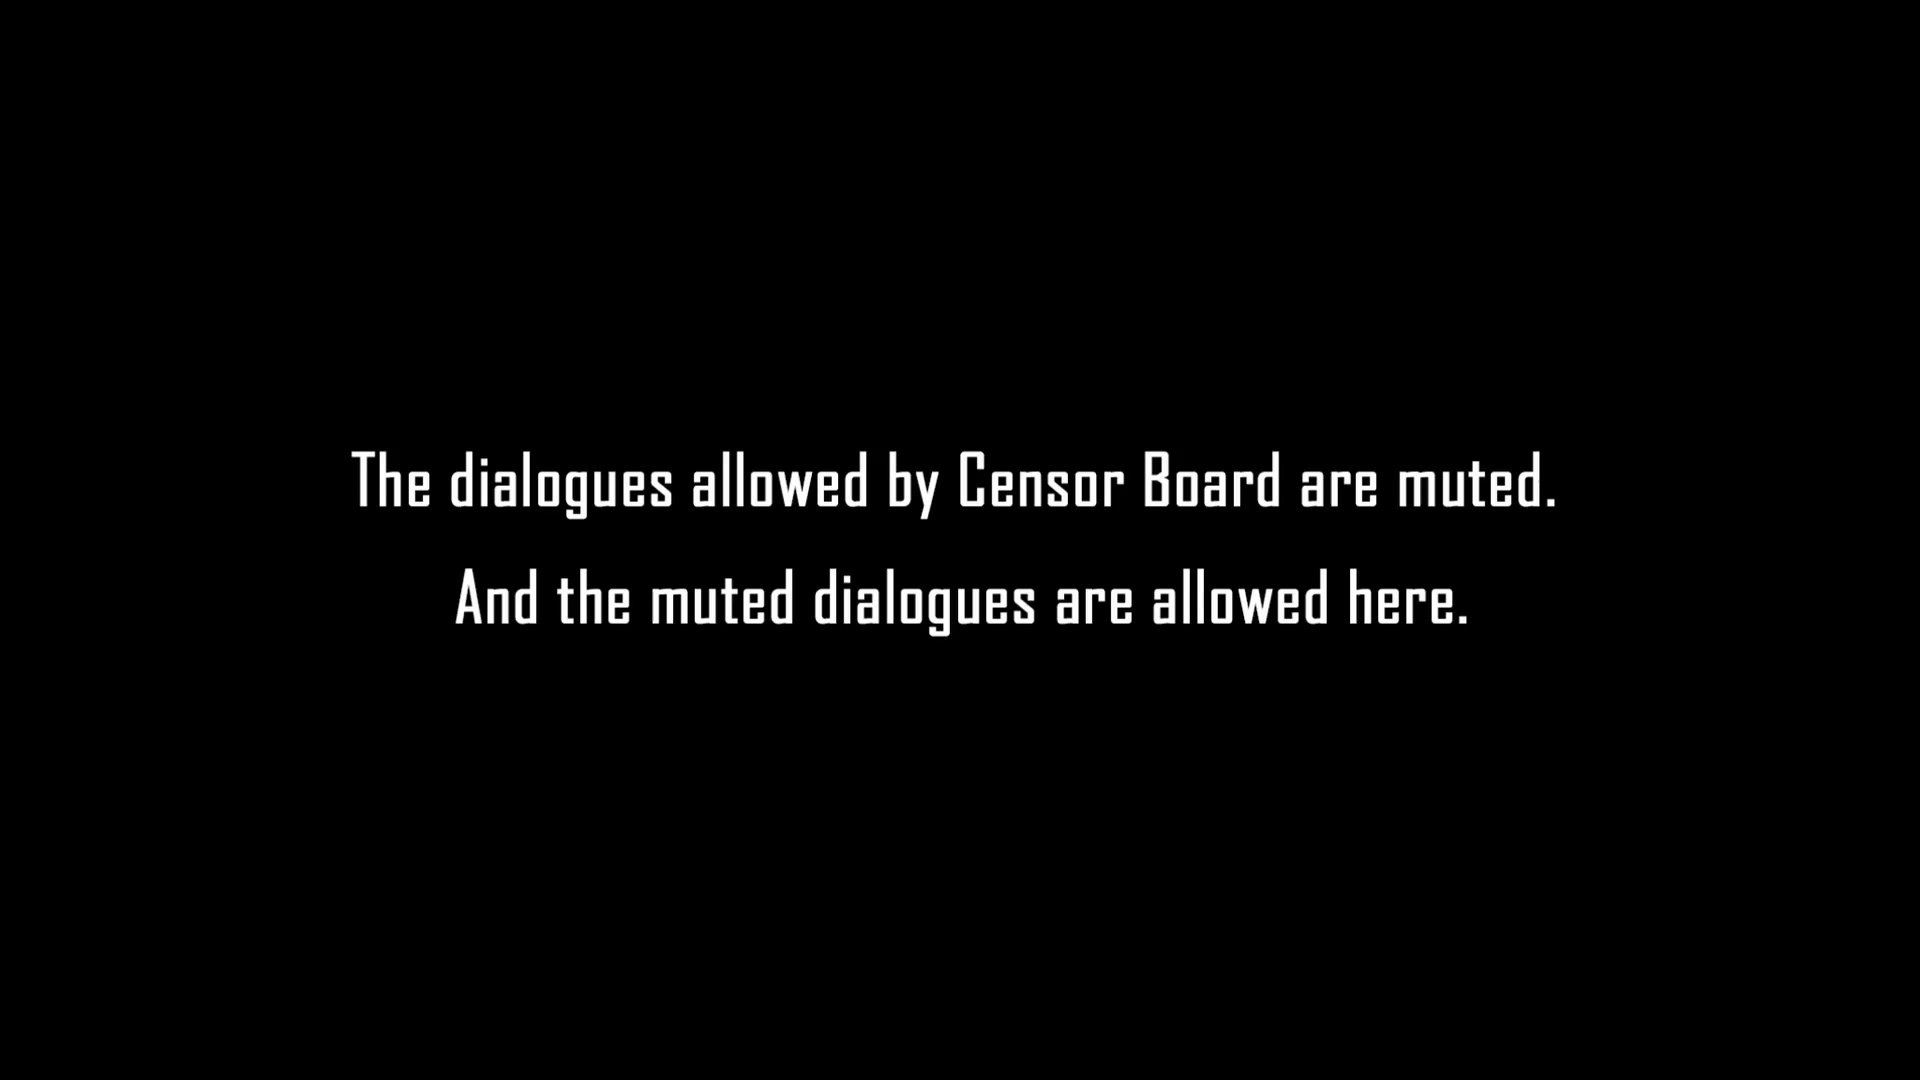 The dialogues allowed by Censor Board are muted.
And the muted dialogues are allowed here.